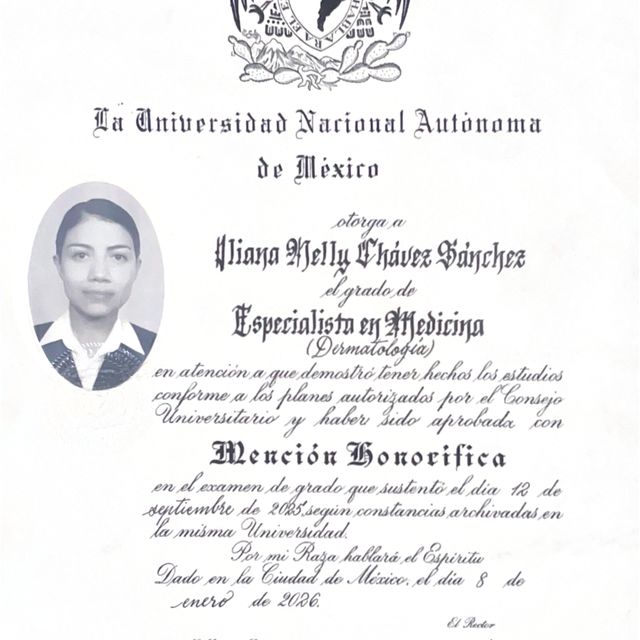 HABLARA EL E
La Universidad Nacional Autónoma
de México
otorga a
Iliana Nelly Chávez Sánchez
el grado de
Especialista en Medicina
(Dermatología)
en atención a que demostró tener hechos los estudios
conforme a los planes autorizados por el Consejo
Universitario y haber sido aprobada con
Mención Honorífica
en el examen de grado que sustentó el día 12 de
septiembre de 2025, según constancias archivadas en
la misma Universidad.
Por mi Raza hablará el Espíritu
Dado en la Ciudad de México, el día 8 de
enero de 2026.
El Rector